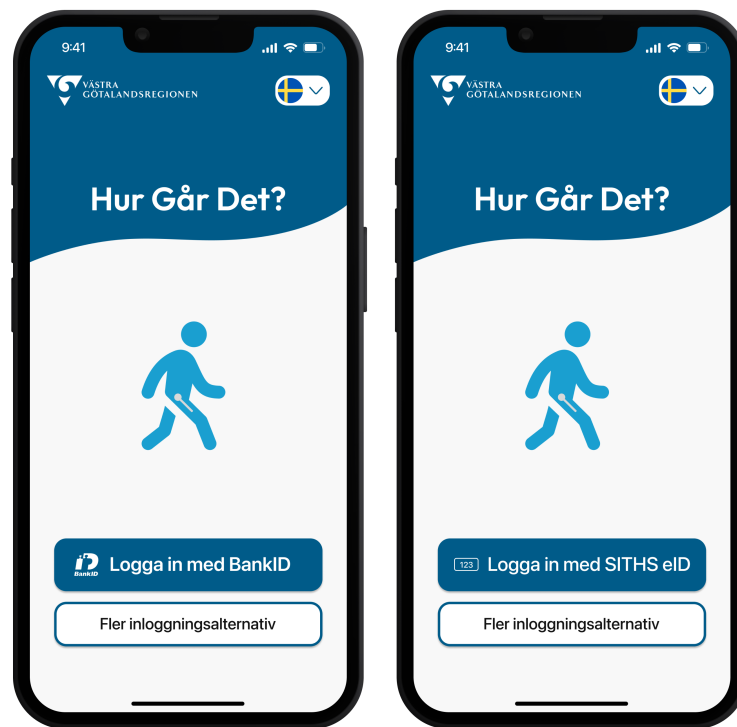 9:41
VÄSTRA
GÖTALANDSREGIONEN
Hur Går Det?
BankID
Logga in med BankID
Fler inloggningsalternativ
9:41
VÄSTRA
GÖTALANDSREGIONEN
Hur Går Det?
123
Logga in med SITHS eID
Fler inloggningsalternativ